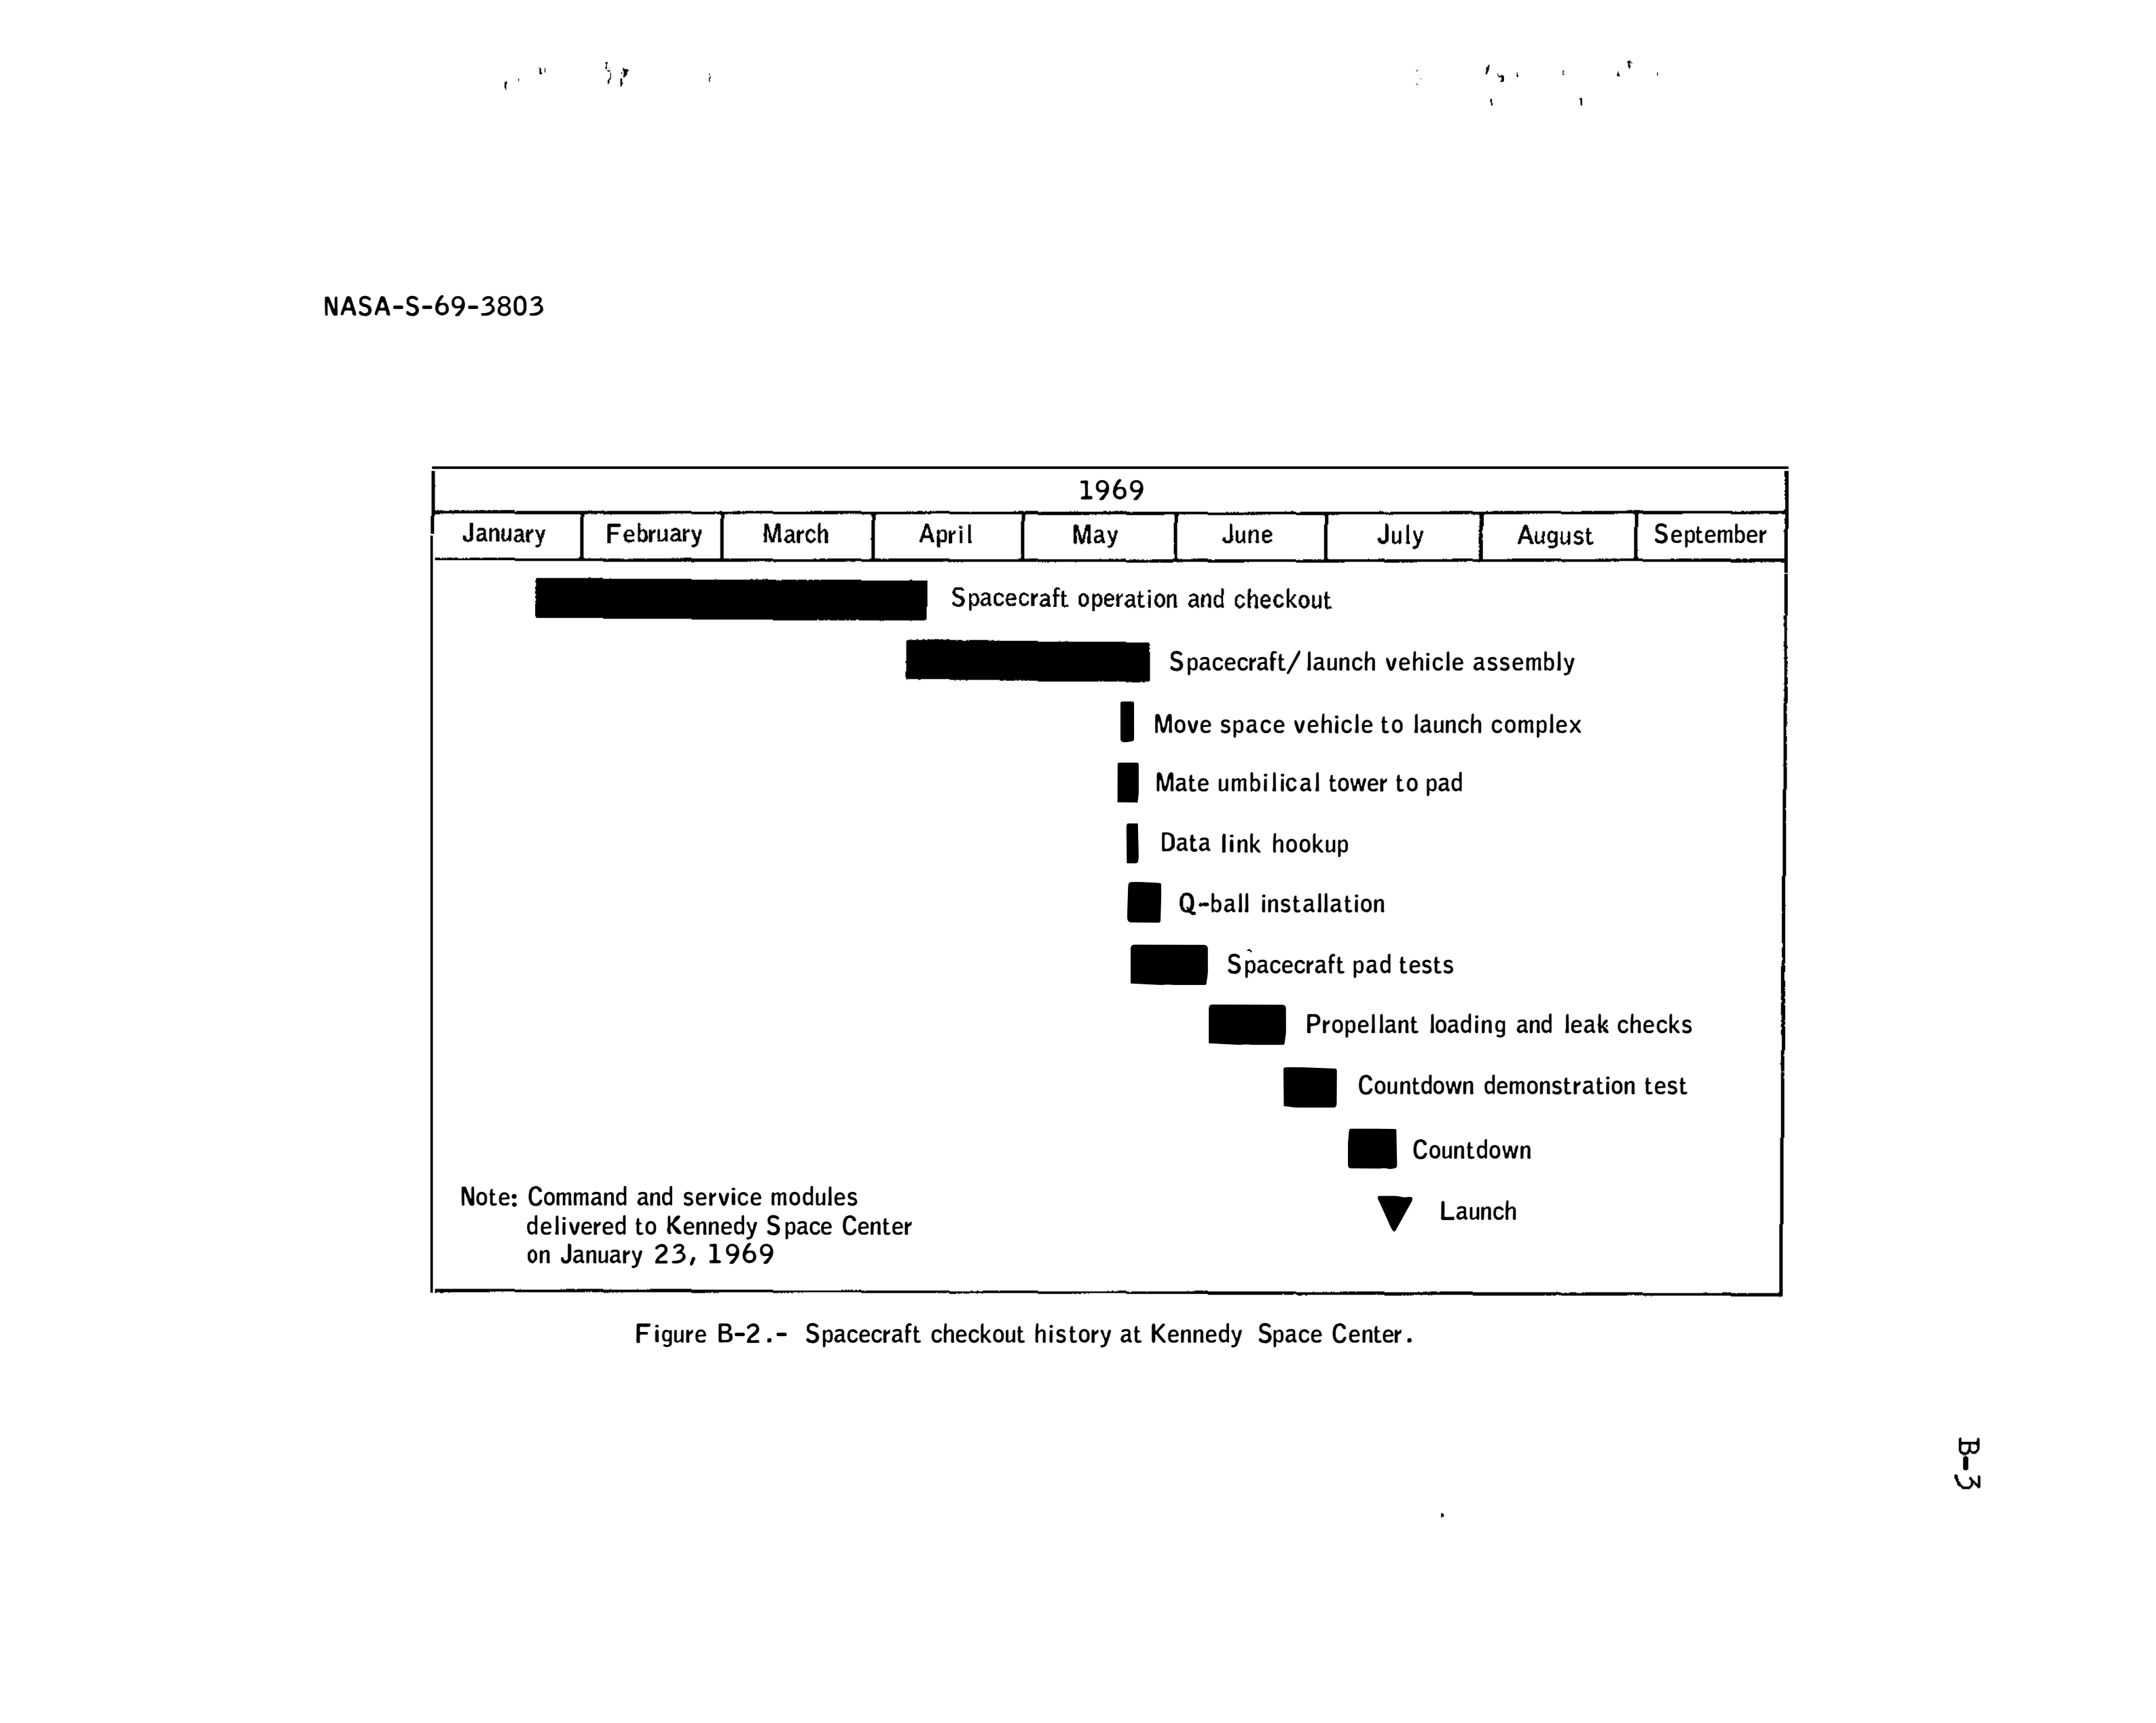 NASA-S-69-3803
1969
January February March April May June July August September
Spacecraft operation and checkout
Spacecraft/launch vehicle assembly
Move space vehicle to launch complex
Mate umbilical tower to pad
Data link hookup
Q-ball installation
Spacecraft pad tests
Propellant loading and leak checks
Countdown demonstration test
Countdown
Launch
Note: Command and service modules
delivered to Kennedy Space Center
on January 23, 1969
Figure B-2.- Spacecraft checkout history at Kennedy Space Center.
B-3